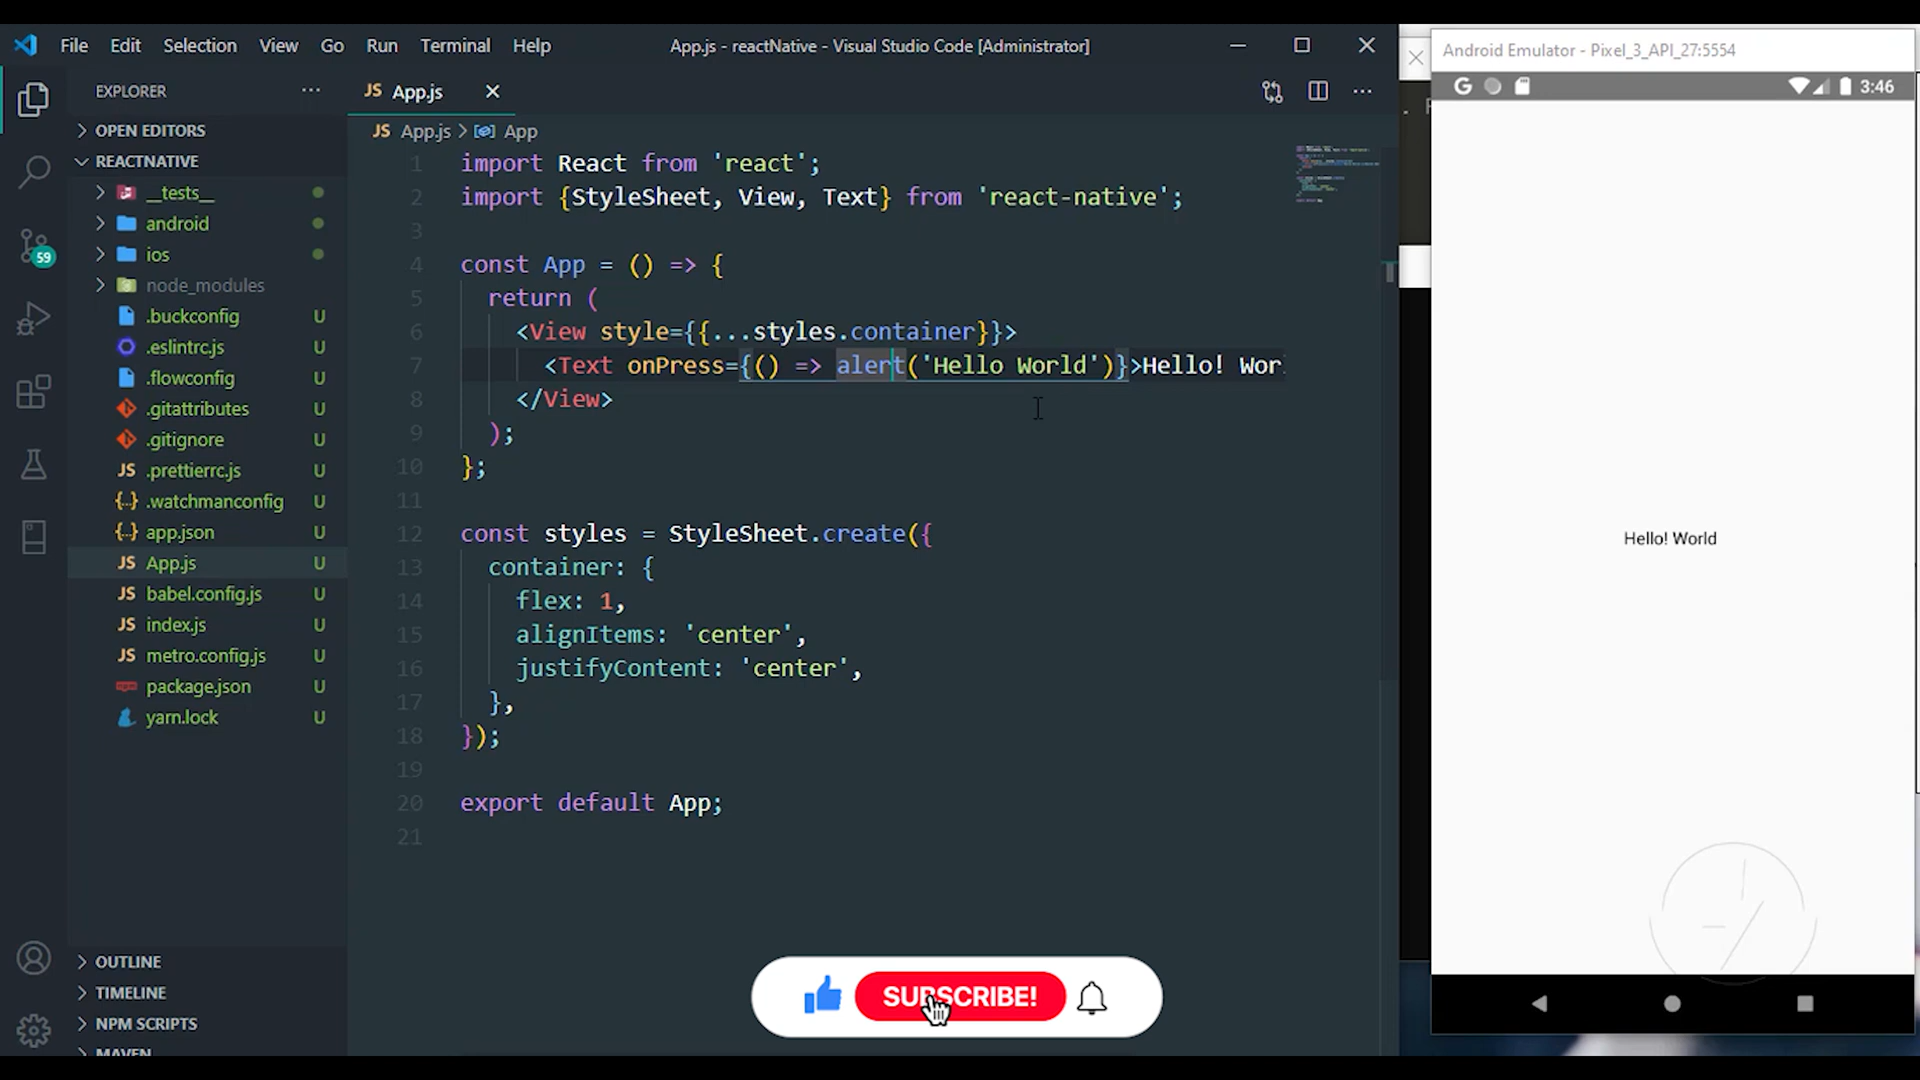 File Edit Selection View Go Run Terminal Help
App.js - reactNative - Visual Studio Code [Administrator]
EXPLORER
OPEN EDITORS
REACTNATIVE
__tests__
android
ios
node_modules
.buckconfig U
.eslintrc.js U
.flowconfig U
.gitattributes U
.gitignore U
JS .prettierrc.js U
{..} .watchmanconfig U
{..} app.json U
JS App.js U
JS babel.config.js U
JS index.js U
JS metro.config.js U
package.json U
yarn.lock U
OUTLINE
TIMELINE
NPM SCRIPTS
MAVEN
59
JS App.js
JS App.js > App
1 import React from 'react';
2 import {StyleSheet, View, Text} from 'react-native';
3
4 const App = () => {
5 return (
6 <View style={{...styles.container}}>
7 <Text onPress={() => alert('Hello World')}>Hello! Wor
8 </View>
9 );
10 };
11
12 const styles = StyleSheet.create({
13 container: {
14 flex: 1,
15 alignItems: 'center',
16 justifyContent: 'center',
17 },
18 });
19
20 export default App;
21
SUBSCRIBE!
Android Emulator - Pixel_3_API_27:5554
G 3:46
Hello! World